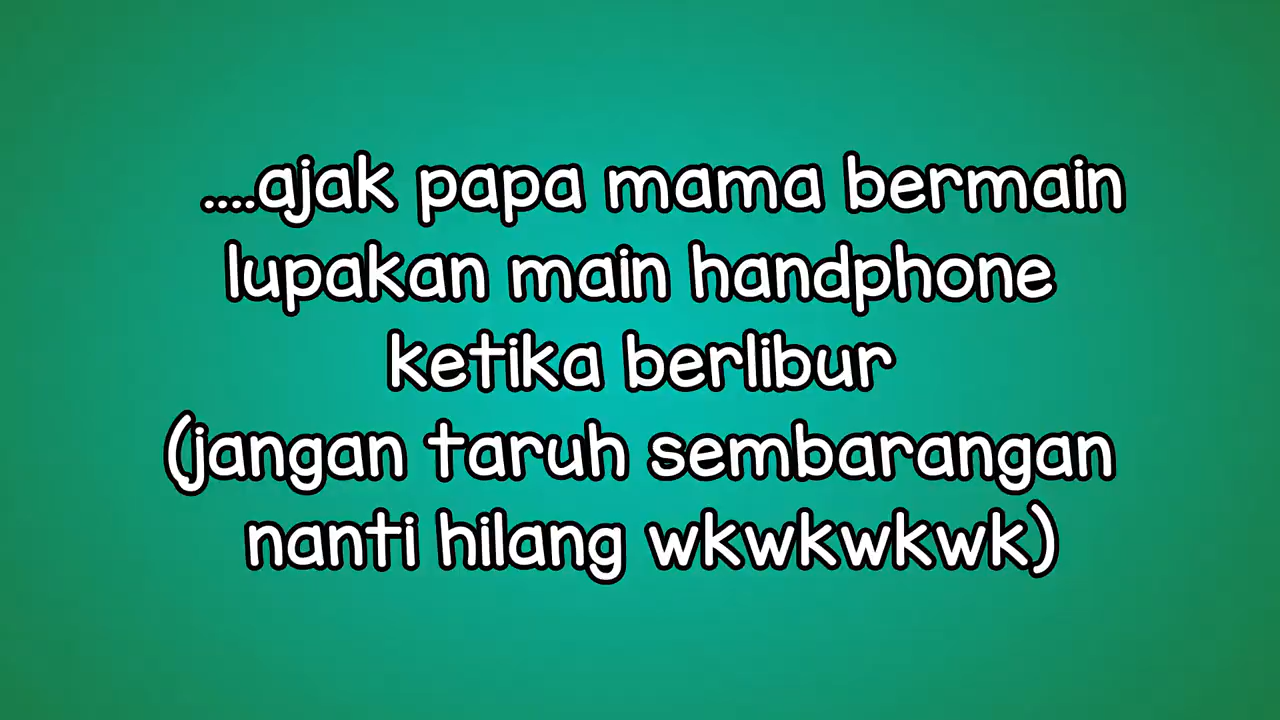 ....ajak papa mama bermain
lupakan main handphone
ketika berlibur
(jangan taruh sembarangan
nanti hilang wkwkwkwk)